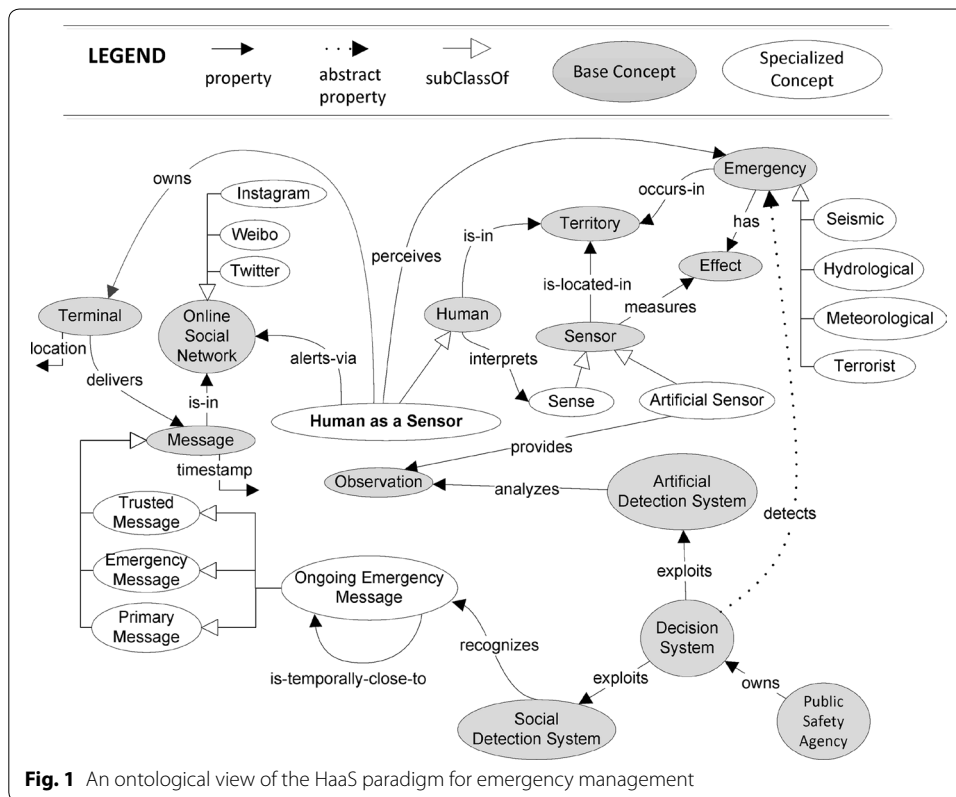 LEGEND
property
abstract
property
subClassOf
Base Concept
Specialized
Concept
owns
Instagram
Weibo
Twitter
Online
Social
Network
Terminal
location
delivers
is-in
Message
timestamp
alerts-via
perceives
Human as a Sensor
is-in
Human
interprets
Territory
occurs-in
Emergency
has
Effect
is-located-in
measures
Sensor
Sense
Artificial Sensor
Seismic
Hydrological
Meteorological
Terrorist
provides
Observation
analyzes
Artificial
Detection System
detects
exploits
Trusted
Message
Emergency
Message
Primary
Message
Ongoing Emergency
Message
is-temporally-close-to
recognizes
Decision
System
exploits
owns
Social
Detection System
Public
Safety
Agency
Fig. 1 An ontological view of the HaaS paradigm for emergency management